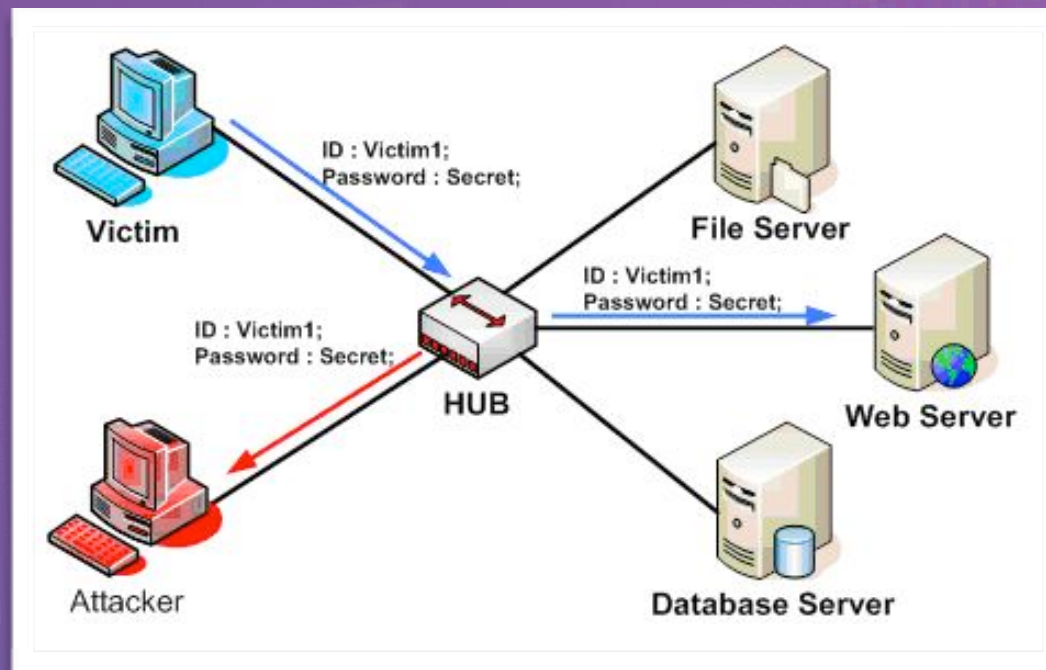 ID : Victim1;
Password : Secret;
Victim
File Server
ID : Victim1;
Password : Secret;
ID : Victim1;
Password : Secret;
HUB
Web Server
Attacker
Database Server